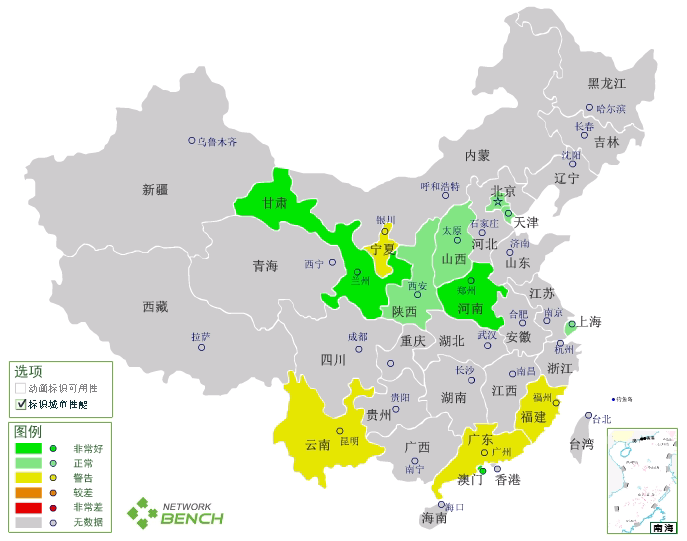 黑龙江
哈尔滨
长春
吉林
沈阳
内蒙
辽宁
乌鲁木齐
新疆
呼和浩特
北京
甘肃
天津
银川
石家庄
太原
宁夏
河北
济南
山西
山东
青海
西宁
兰州
西安
郑州
江苏
西藏
陕西
河南
南京
合肥
上海
安徽
拉萨
成都
重庆
湖北
武汉
杭州
四川
浙江
长沙
南昌
选项
动画标识可用性
标识城市性能
贵阳
湖南
江西
福州
钓鱼岛
贵州
福建
台北
图例
云南
昆明
广西
广东
广州
台湾
非常好
正常
南宁
警告
澳门
香港
较差
NETWORK
BENCH
非常差
海口
无数据
海南
南海